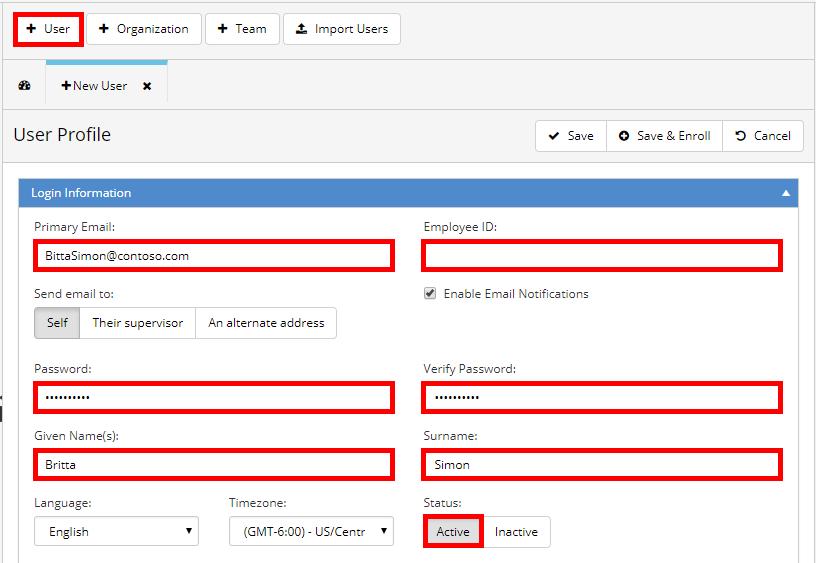 User Organization Team Import Users
New User
User Profile Save Save & Enroll Cancel
Login Information
Primary Email: Employee ID:
BittaSimon@contoso.com
Send email to: Enable Email Notifications
Self Their supervisor An alternate address
Password: Verify Password:
•••••••••• ••••••••••
Given Name(s): Surname:
Britta Simon
Language: Timezone: Status:
English (GMT-6:00) - US/Centr Active Inactive